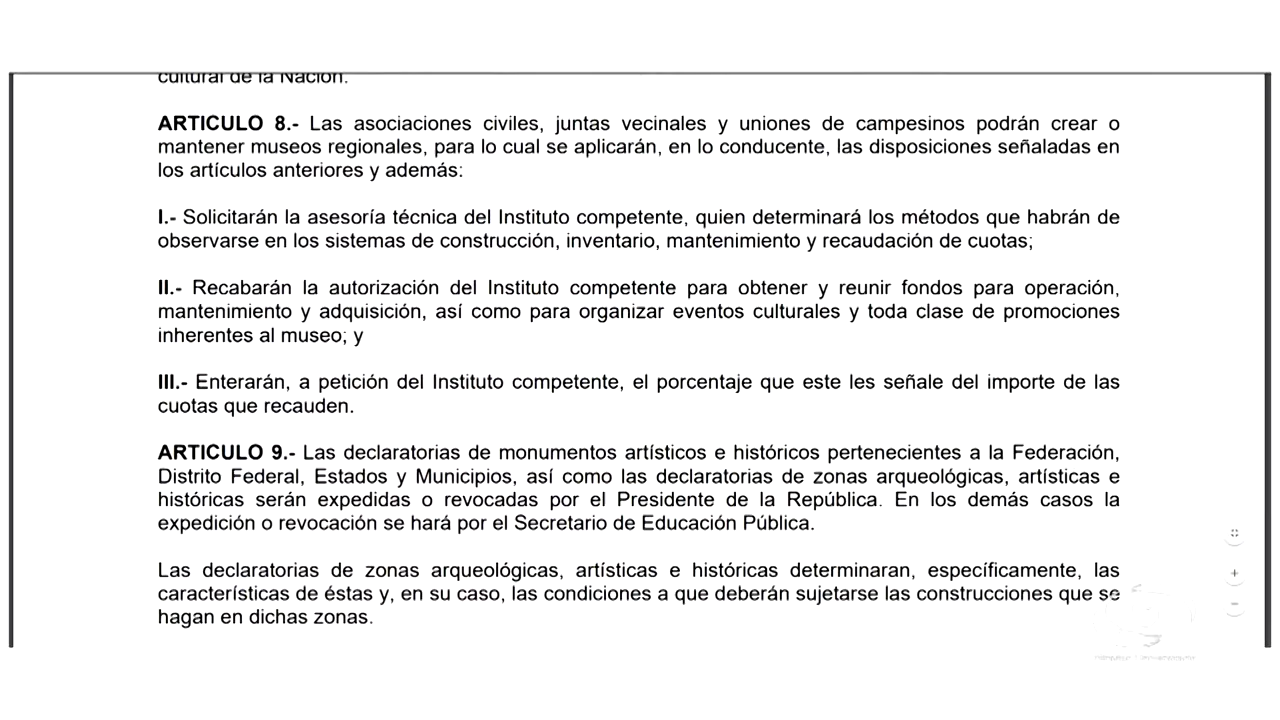 cultural de la Nación.
ARTICULO 8.- Las asociaciones civiles, juntas vecinales y uniones de campesinos podrán crear o
mantener museos regionales, para lo cual se aplicarán, en lo conducente, las disposiciones señaladas en
los artículos anteriores y además:
I.- Solicitarán la asesoría técnica del Instituto competente, quien determinará los métodos que habrán de
observarse en los sistemas de construcción, inventario, mantenimiento y recaudación de cuotas;
II.- Recabarán la autorización del Instituto competente para obtener y reunir fondos para operación,
mantenimiento y adquisición, así como para organizar eventos culturales y toda clase de promociones
inherentes al museo; y
III.- Enterarán, a petición del Instituto competente, el porcentaje que este les señale del importe de las
cuotas que recauden.
ARTICULO 9.- Las declaratorias de monumentos artísticos e históricos pertenecientes a la Federación,
Distrito Federal, Estados y Municipios, así como las declaratorias de zonas arqueológicas, artísticas e
históricas serán expedidas o revocadas por el Presidente de la República. En los demás casos la
expedición o revocación se hará por el Secretario de Educación Pública.
Las declaratorias de zonas arqueológicas, artísticas e históricas determinaran, específicamente, las
características de éstas y, en su caso, las condiciones a que deberán sujetarse las construcciones que se
hagan en dichas zonas.